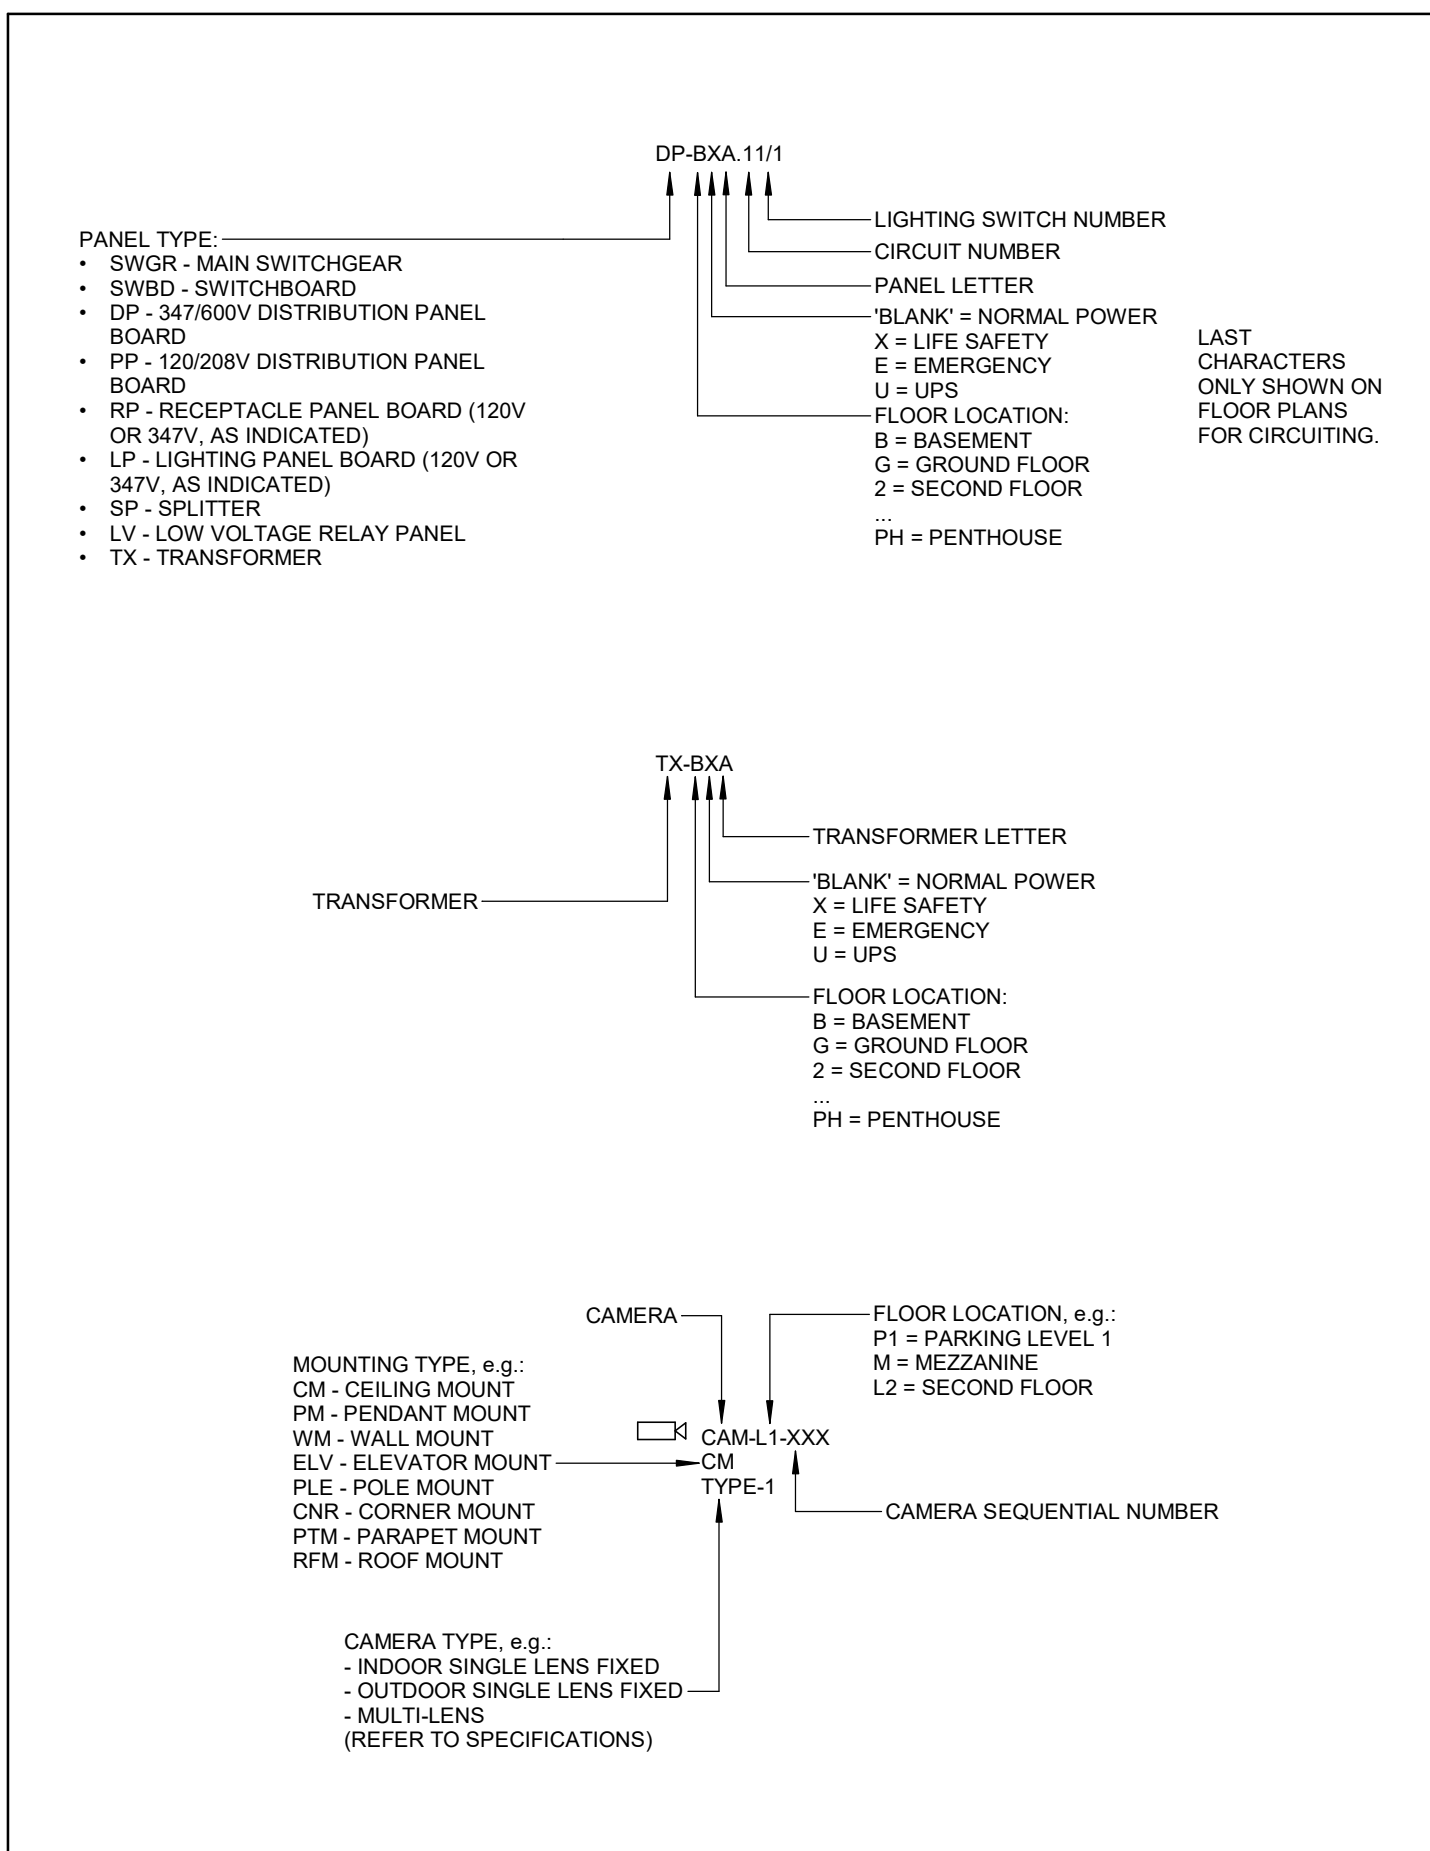 DP-BXA.11/1
PANEL TYPE:
• SWGR - MAIN SWITCHGEAR
• SWBD - SWITCHBOARD
• DP - 347/600V DISTRIBUTION PANEL
BOARD
• PP - 120/208V DISTRIBUTION PANEL
BOARD
• RP - RECEPTACLE PANEL BOARD (120V
OR 347V, AS INDICATED)
• LP - LIGHTING PANEL BOARD (120V OR
347V, AS INDICATED)
• SP - SPLITTER
• LV - LOW VOLTAGE RELAY PANEL
• TX - TRANSFORMER
LIGHTING SWITCH NUMBER
CIRCUIT NUMBER
PANEL LETTER
'BLANK' = NORMAL POWER
X = LIFE SAFETY
E = EMERGENCY
U = UPS
FLOOR LOCATION:
B = BASEMENT
G = GROUND FLOOR
2 = SECOND FLOOR
...
PH = PENTHOUSE
LAST
CHARACTERS
ONLY SHOWN ON
FLOOR PLANS
FOR CIRCUITING.
TX-BXA
TRANSFORMER
TRANSFORMER LETTER
'BLANK' = NORMAL POWER
X = LIFE SAFETY
E = EMERGENCY
U = UPS
FLOOR LOCATION:
B = BASEMENT
G = GROUND FLOOR
2 = SECOND FLOOR
...
PH = PENTHOUSE
CAMERA
FLOOR LOCATION, e.g.:
P1 = PARKING LEVEL 1
M = MEZZANINE
L2 = SECOND FLOOR
MOUNTING TYPE, e.g.:
CM - CEILING MOUNT
PM - PENDANT MOUNT
WM - WALL MOUNT
ELV - ELEVATOR MOUNT
PLE - POLE MOUNT
CNR - CORNER MOUNT
PTM - PARAPET MOUNT
RFM - ROOF MOUNT
CAM-L1-XXX
CM
TYPE-1
CAMERA SEQUENTIAL NUMBER
CAMERA TYPE, e.g.:
- INDOOR SINGLE LENS FIXED
- OUTDOOR SINGLE LENS FIXED
- MULTI-LENS
(REFER TO SPECIFICATIONS)